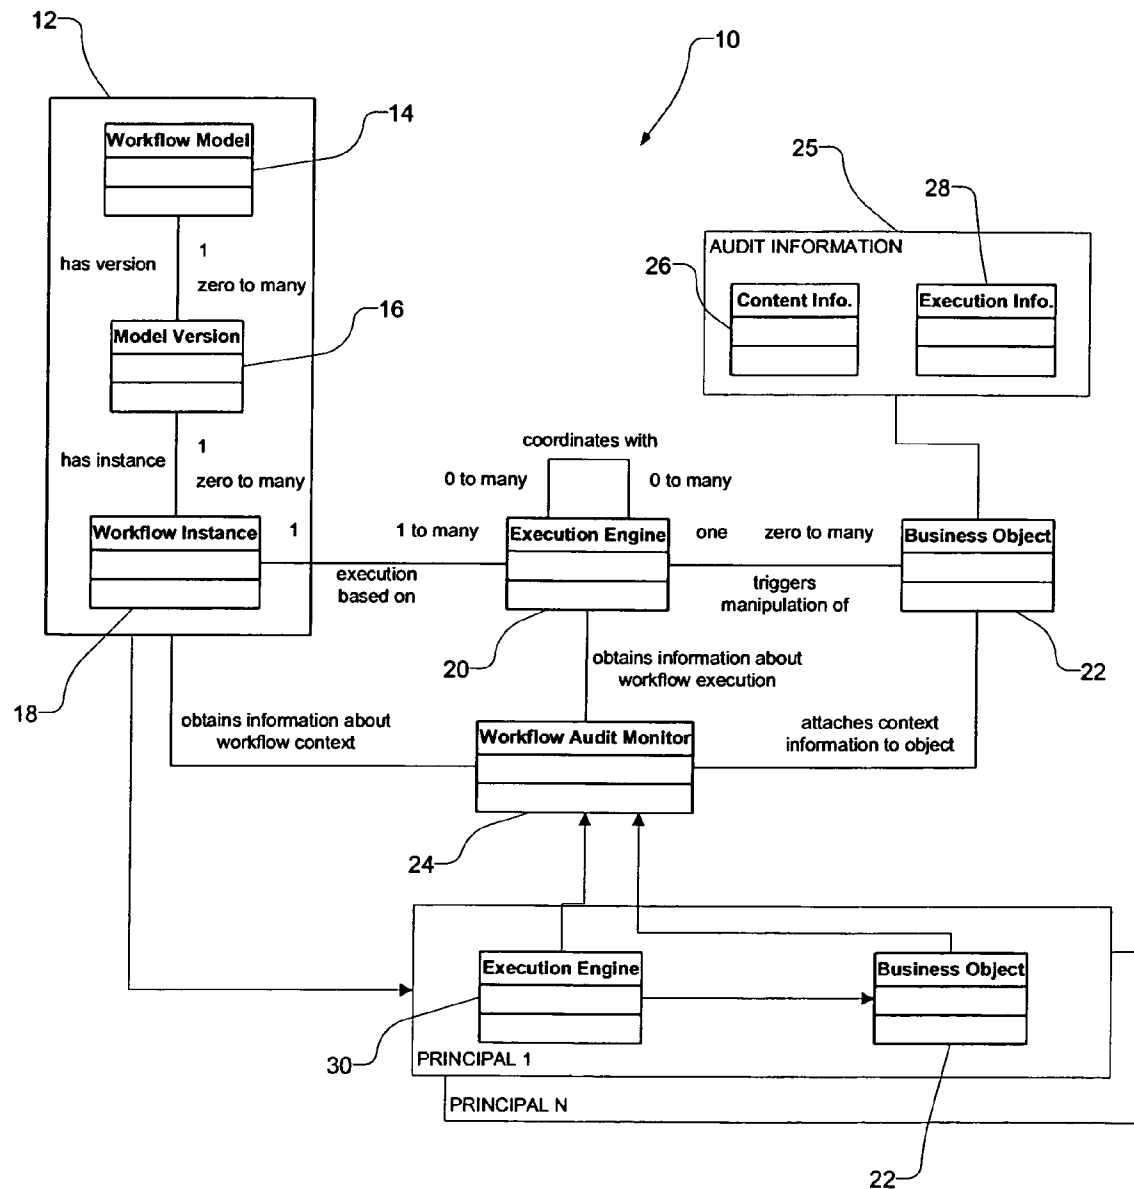 12
10
14
Workflow Model
25
28
has version
1
zero to many
AUDIT INFORMATION
26
Content Info.
Execution Info.
16
Model Version
has instance
1
zero to many
coordinates with
0 to many
0 to many
Workflow Instance
1
1 to many
Execution Engine
one
zero to many
Business Object
execution
based on
triggers
manipulation of
20
22
18
obtains information about
workflow execution
obtains information about
workflow context
Workflow Audit Monitor
attaches context
information to object
24
Execution Engine
Business Object
30
PRINCIPAL 1
PRINCIPAL N
22